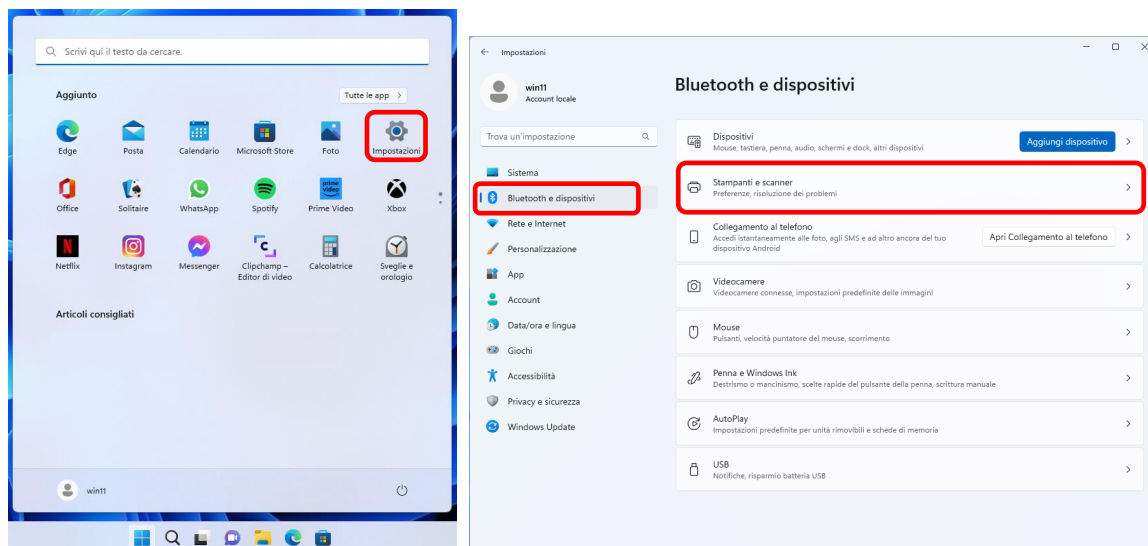 Scrivi qui il testo da cercare.
Aggiunto
Tutte le app >
Edge
Posta
Calendario
Microsoft Store
Foto
Impostazioni
Office
Solitaire
WhatsApp
Spotify
prime video
Prime Video
Xbox
Netflix
Instagram
Messenger
Clipchamp –
Editor di video
Calcolatrice
Sveglie e
orologio
Articoli consigliati
win11
Impostazioni
win11
Account locale
Trova un'impostazione
Sistema
Bluetooth e dispositivi
Rete e Internet
Personalizzazione
App
Account
Data/ora e lingua
Giochi
Accessibilità
Privacy e sicurezza
Windows Update
Bluetooth e dispositivi
Dispositivi
Mouse, tastiera, penna, audio, schermi e dock, altri dispositivi
Aggiungi dispositivo
Stampanti e scanner
Preferenze, risoluzione dei problemi
Collegamento al telefono
Accedi istantaneamente alle foto, agli SMS e ad altro ancora del tuo
dispositivo Android
Apri Collegamento al telefono
Videocamere
Videocamere connesse, impostazioni predefinite delle immagini
Mouse
Pulsanti, velocità puntatore del mouse, scorrimento
Penna e Windows Ink
Destrismo o mancinismo, scelte rapide del pulsante della penna, scrittura manuale
AutoPlay
Impostazioni predefinite per unità rimovibili e schede di memoria
USB
Notifiche, risparmio batteria USB